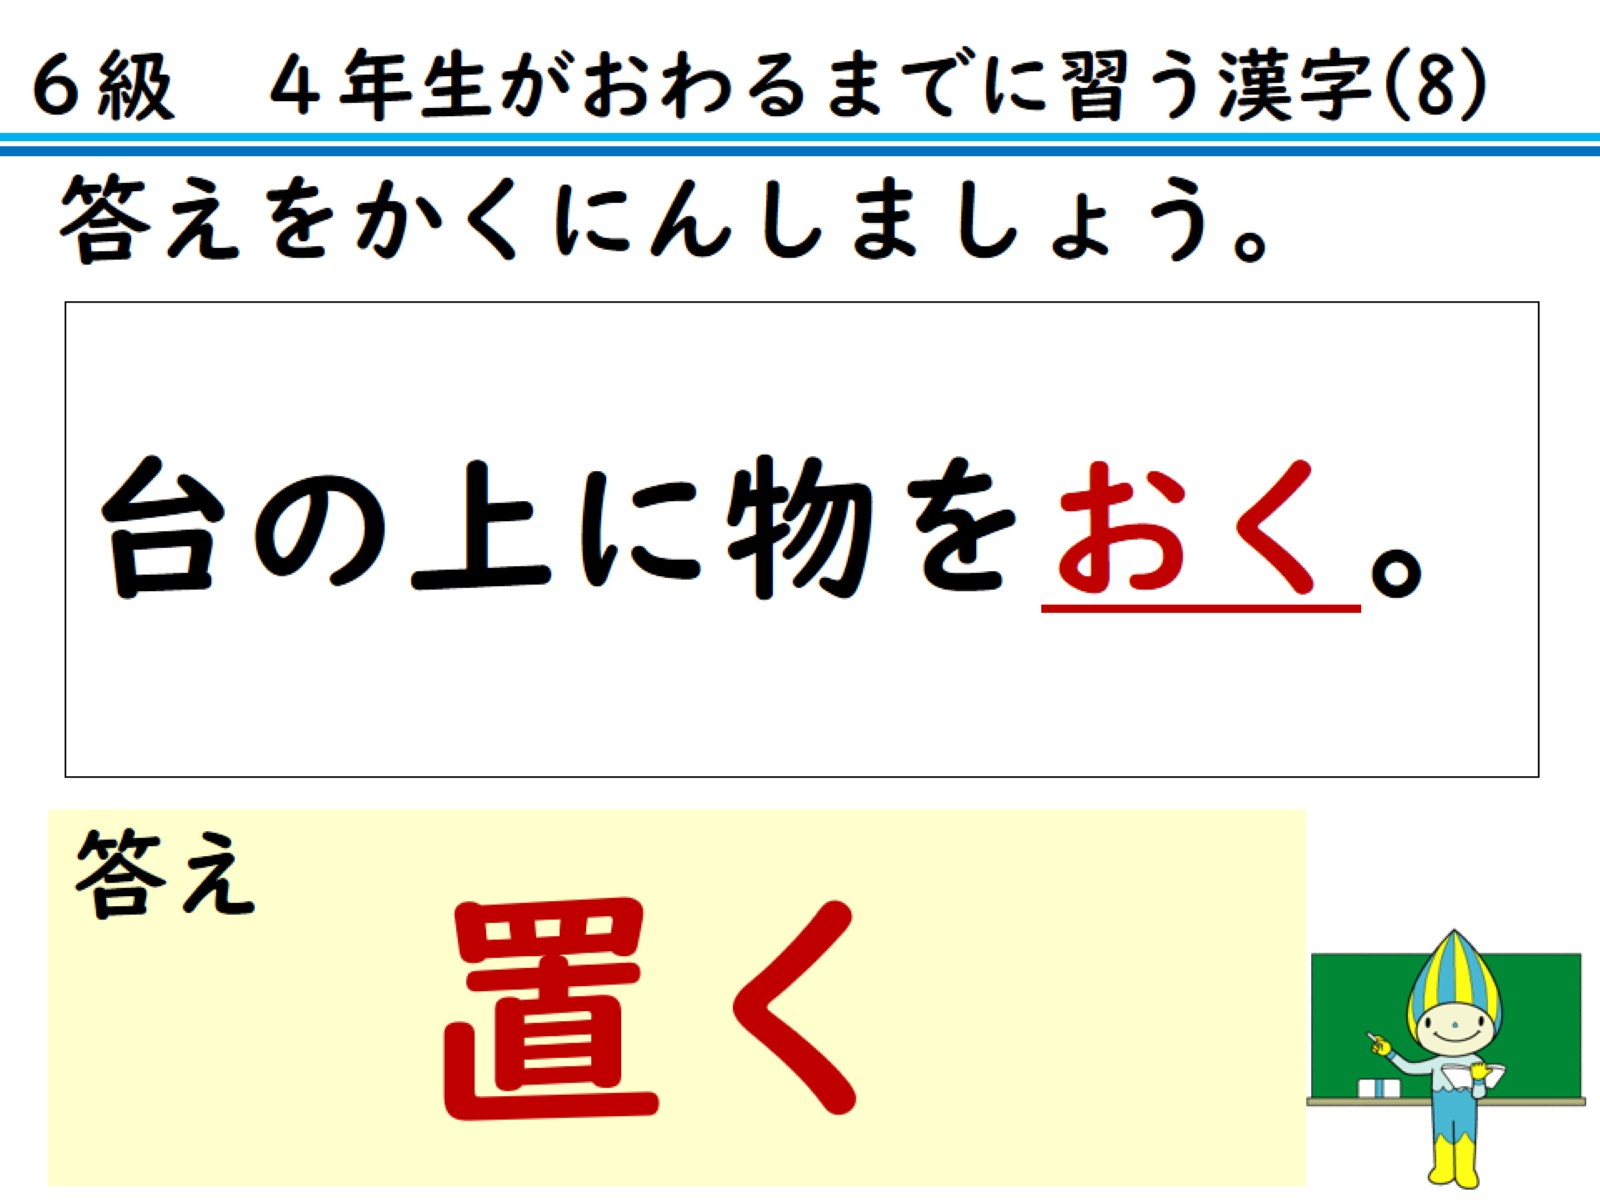 ６級　４年生がおわるまでに習う漢字(8)
答えをかくにんしましょう。
台の上に物をおく。
答え
置く